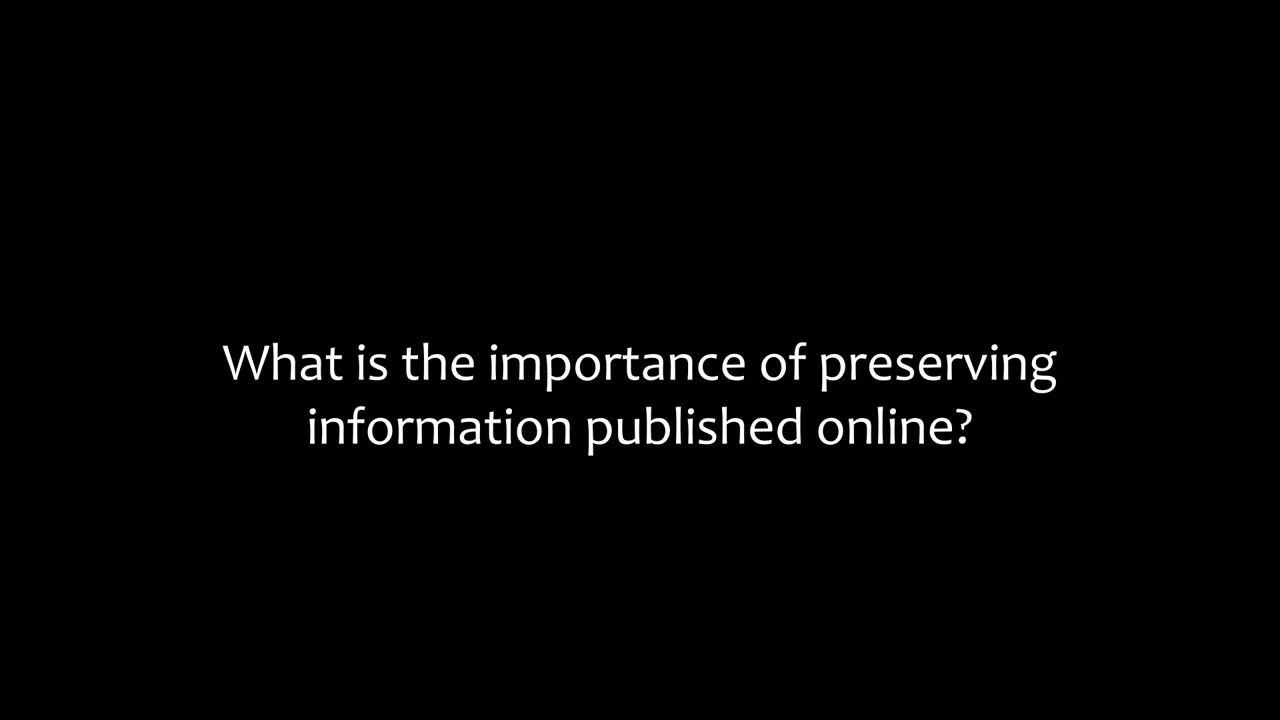 What is the importance of preserving
information published online?